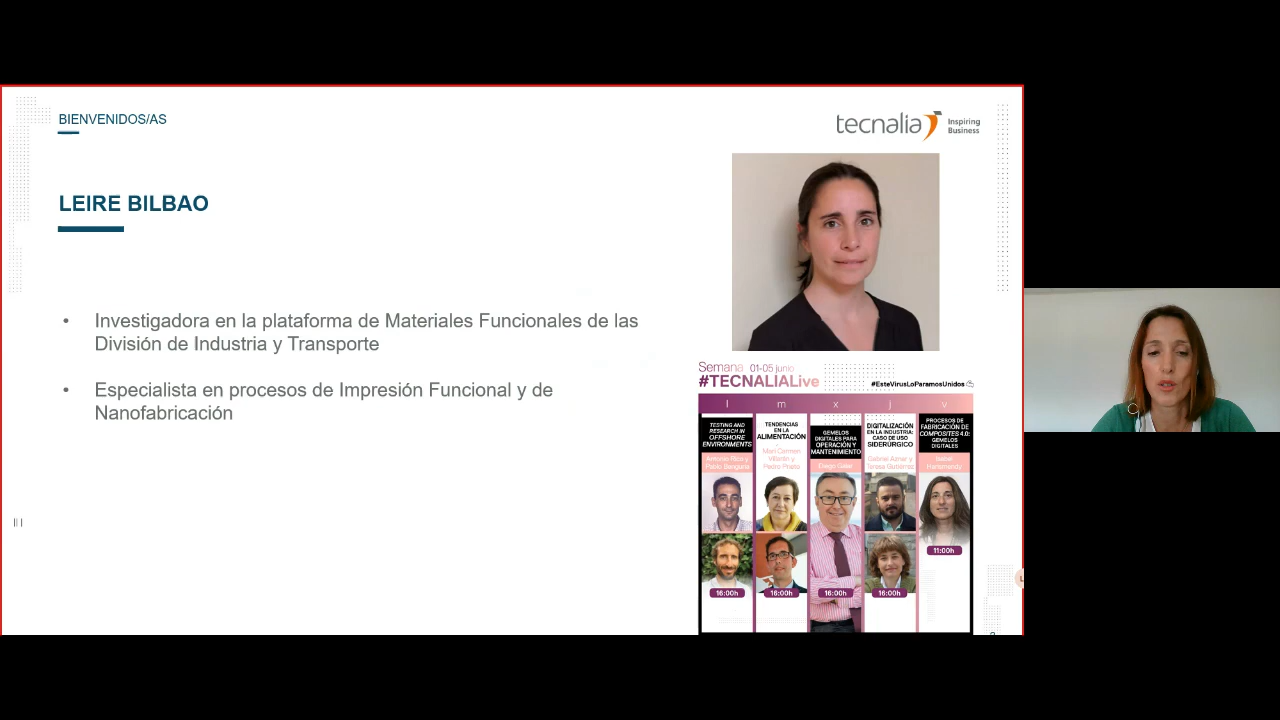 BIENVENIDOS/AS
tecnalia
Inspiring
Business
LEIRE BILBAO
• Investigadora en la plataforma de Materiales Funcionales de las
División de Industria y Transporte
• Especialista en procesos de Impresión Funcional y de
Nanofabricación
Semana 01-05 junio
#TECNALIALive
#EsteVirusLoParamosUnidos
l m x j v
TESTING AND
RESEARCH IN
OFFSHORE
ENVIRONMENTS
Pablo Benguria
16:00h
TENDENCIAS
EN LA
ALIMENTACIÓN
Mari Carmen
Villarán y
Pedro Prieto
16:00h
GEMELOS
DIGITALES PARA
OPERACIÓN Y
MANTENIMIENTO
Diego Galar
16:00h
DIGITALIZACIÓN
EN LA INDUSTRIA:
CASO DE USO
SIDERÚRGICO
Gabriel Aznar y
Teresa Gutiérrez
16:00h
PROCESOS DE
FABRICACIÓN DE
COMPOSITES 4.0:
GEMELOS
DIGITALES
Isabel
11:00h